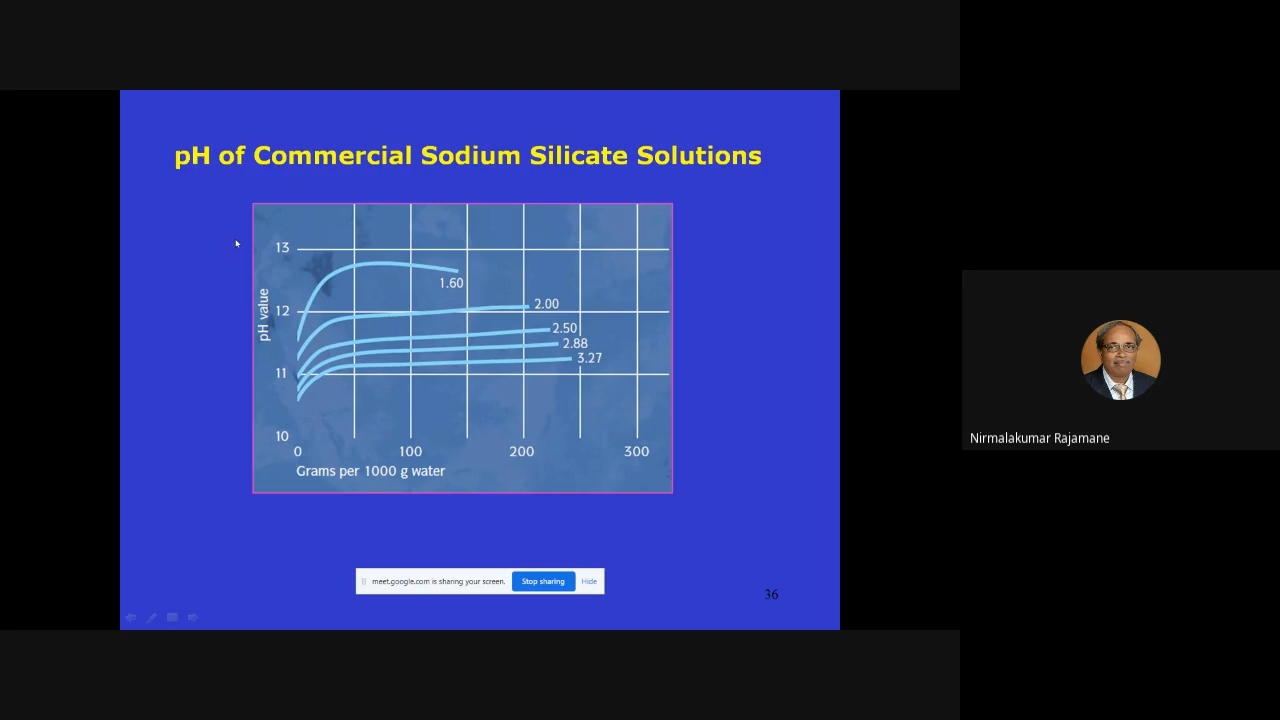 pH of Commercial Sodium Silicate Solutions
13
1.60
12
2.00
2.50
2.88
3.27
pH value
11
10
0 100 200 300
Grams per 1000 g water
meet.google.com is sharing your screen. Stop sharing Hide
36
Nirmalakumar Rajamane